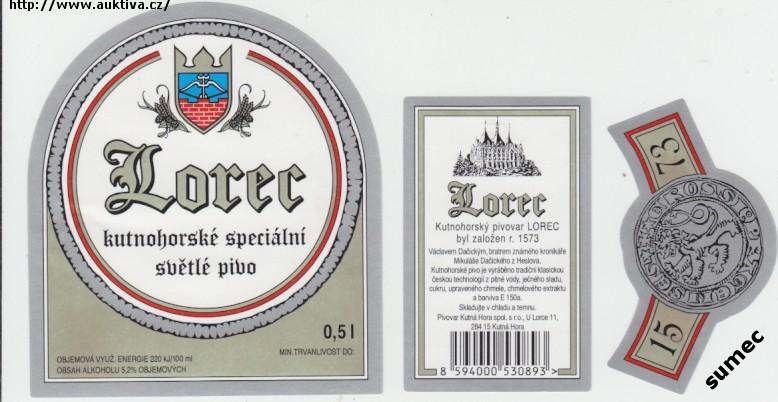 http://www.auktiva.cz/
Lorec
kutnohorské speciální
světlé pivo
0,5 l
OBJEMOVÁ VYUŽ. ENERGIE 220 kJ/100 ml
OBSAH ALKOHOLU 5,2% OBJEMOVÝCH
MIN.TRVANLIVOST DO:
Lorec
Kutnohorský pivovar LOREC
byl založen r. 1573
Václavem Dačickým, bratrem známého kronikáře
Mikuláše Dačického z Heslova.
Kutnohorské pivo je vyráběno tradiční klasickou
českou technologií z pitné vody, ječného sladu,
cukru, upraveného chmele, chmelového extraktu
a barviva E 150a.
Skladujte v chladu a temnu.
Pivovar Kutná Hora spol. s r.o., U Lorce 11,
284 15 Kutná Hora
8 594000 530893 >
15 73
sumec